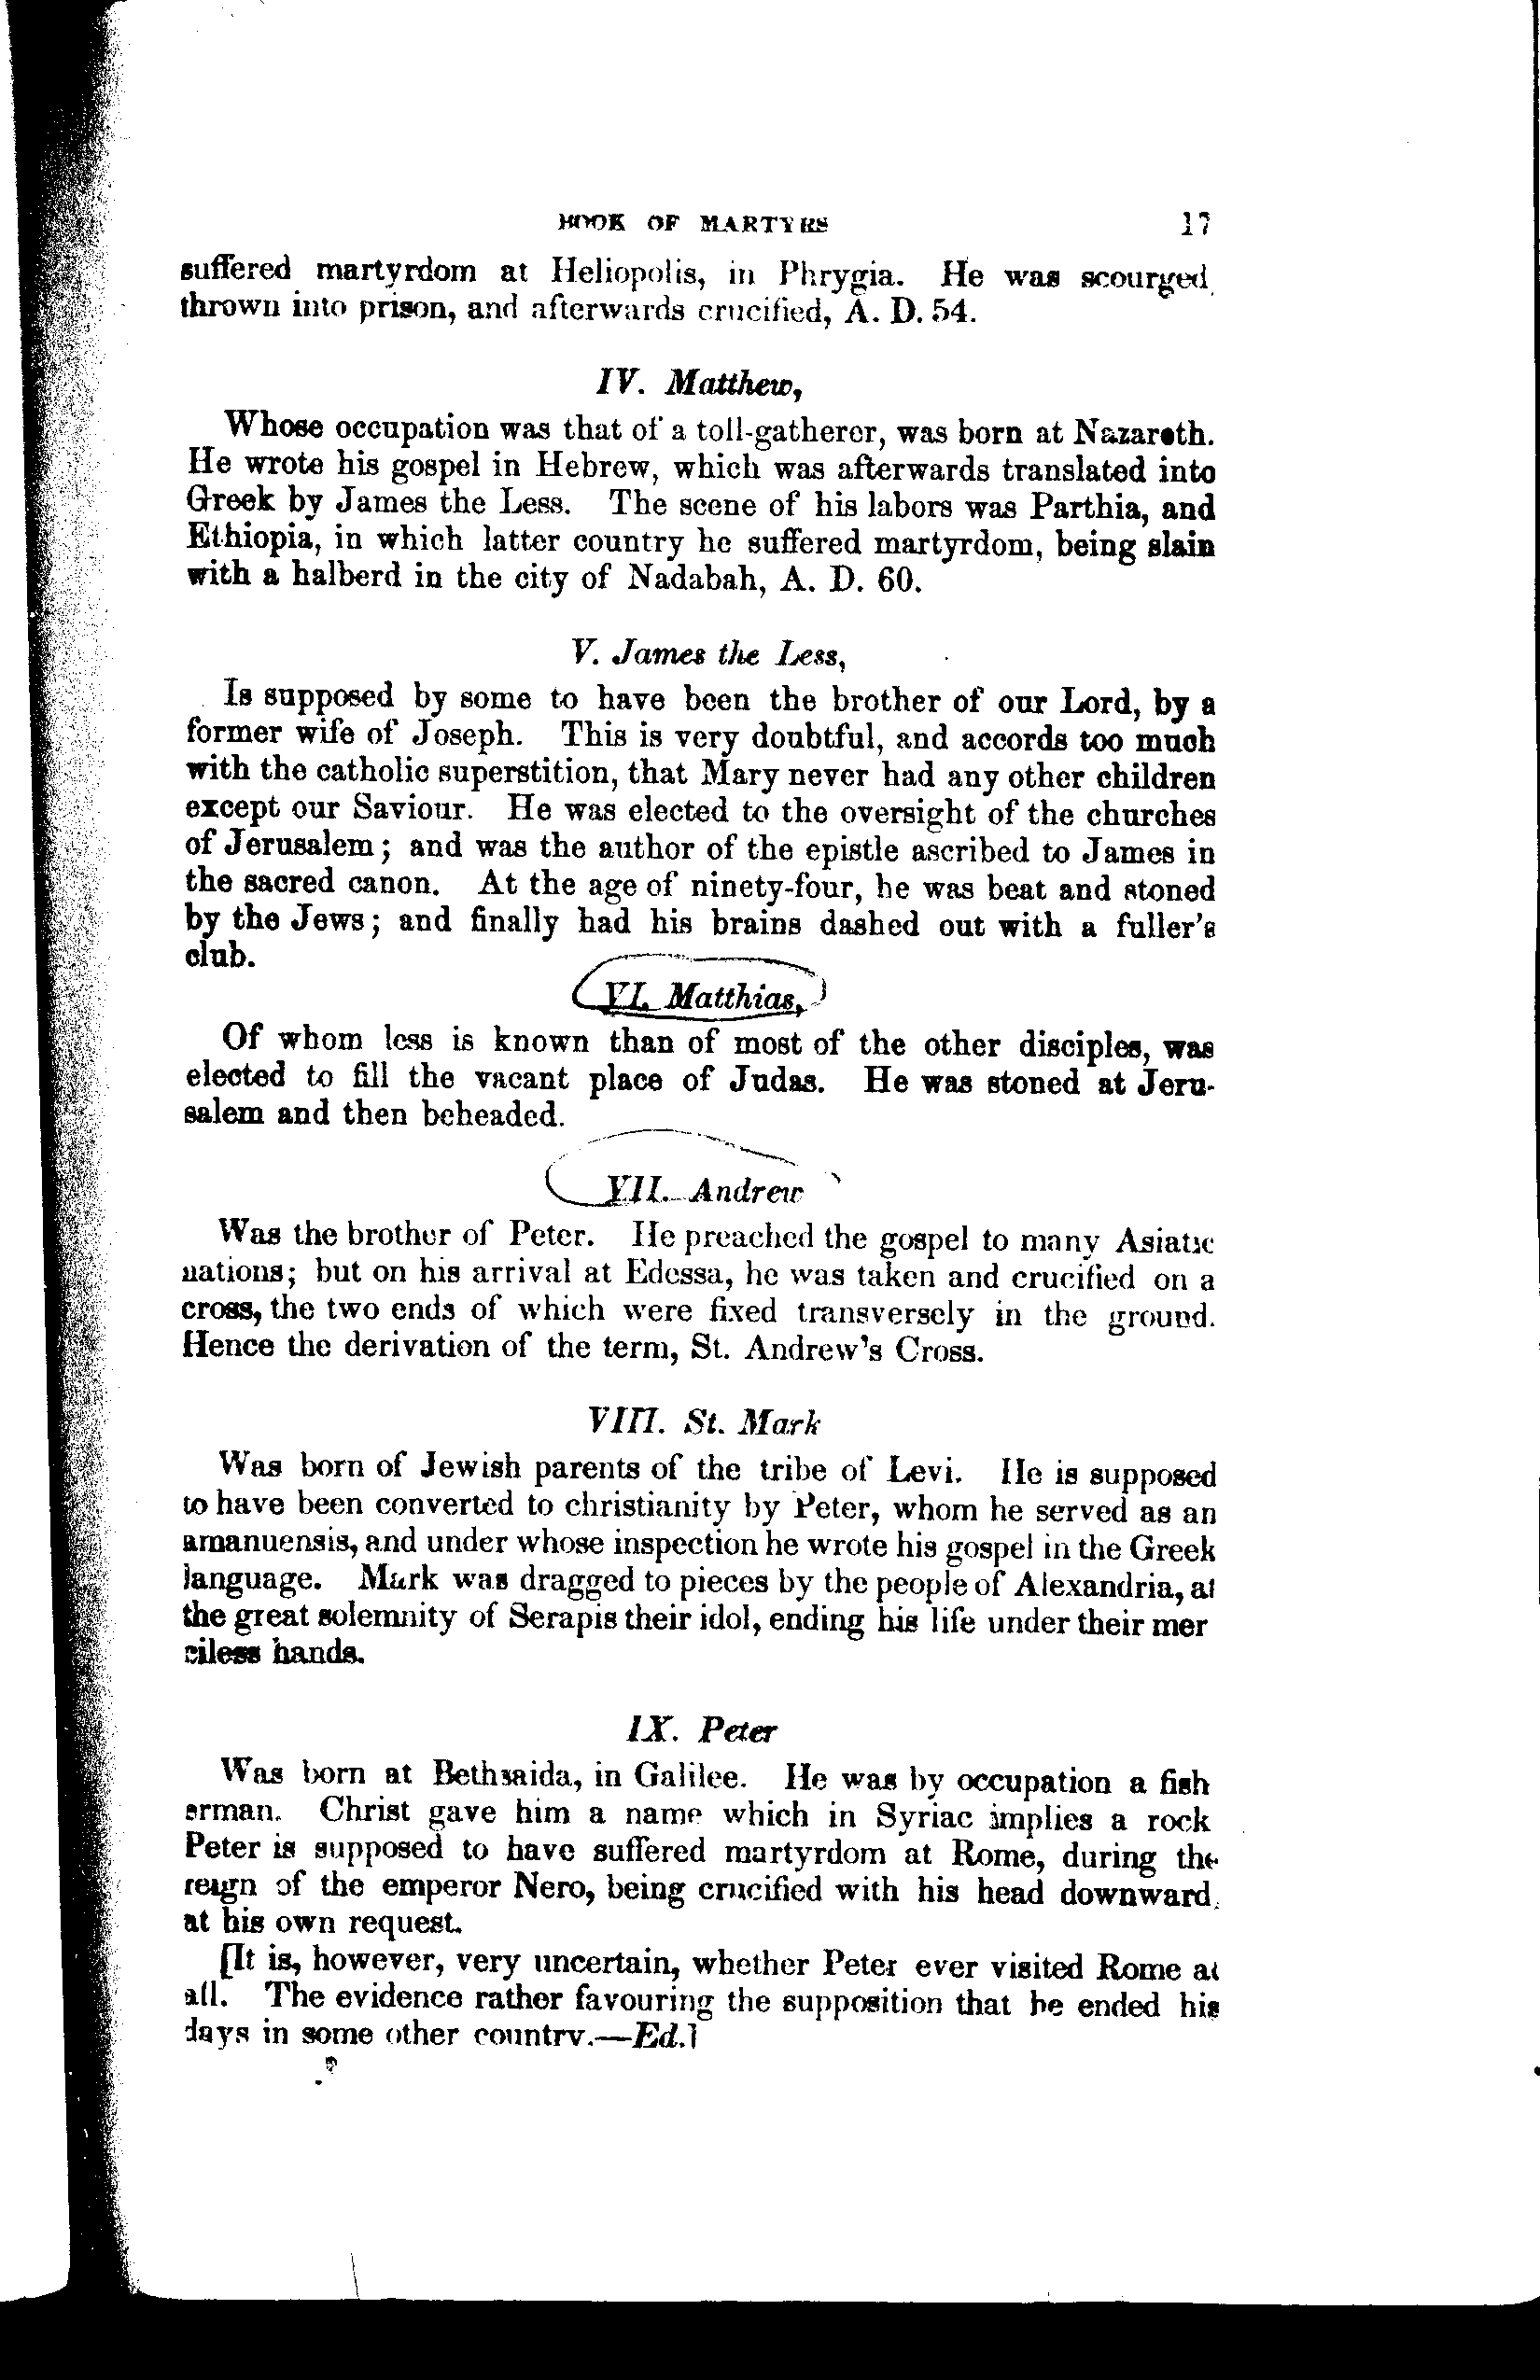 BOOK OF MARTYRS 17
suffered martyrdom at Heliopolis, in Phrygia. He was scourged,
thrown into prison, and afterwards crucified, A. D. 54.
IV. Matthew,
Whose occupation was that of a toll-gatherer, was born at Nazareth.
He wrote his gospel in Hebrew, which was afterwards translated into
Greek by James the Less. The scene of his labors was Parthia, and
Ethiopia, in which latter country he suffered martyrdom, being slain
with a halberd in the city of Nadabah, A. D. 60.
V. James the Less,
Is supposed by some to have been the brother of our Lord, by a
former wife of Joseph. This is very doubtful, and accords too much
with the catholic superstition, that Mary never had any other children
except our Saviour. He was elected to the oversight of the churches
of Jerusalem; and was the author of the epistle ascribed to James in
the sacred canon. At the age of ninety-four, he was beat and stoned
by the Jews; and finally had his brains dashed out with a fuller's
club.
VI. Matthias,
Of whom less is known than of most of the other disciples, was
elected to fill the vacant place of Judas. He was stoned at Jeru-
salem and then beheaded.
VII. Andrew
Was the brother of Peter. He preached the gospel to many Asiatic
nations; but on his arrival at Edessa, he was taken and crucified on a
cross, the two ends of which were fixed transversely in the ground.
Hence the derivation of the term, St. Andrew's Cross.
VIII. St. Mark
Was born of Jewish parents of the tribe of Levi. He is supposed
to have been converted to christianity by Peter, whom he served as an
amanuensis, and under whose inspection he wrote his gospel in the Greek
language. Mark was dragged to pieces by the people of Alexandria, at
the great solemnity of Serapis their idol, ending his life under their mer
ciless hands.
IX. Peter
Was born at Bethsaida, in Galilee. He was by occupation a fish
erman. Christ gave him a name which in Syriac implies a rock
Peter is supposed to have suffered martyrdom at Rome, during the
reign of the emperor Nero, being crucified with his head downward,
at his own request.
[It is, however, very uncertain, whether Peter ever visited Rome at
all. The evidence rather favouring the supposition that he ended his
days in some other country.—Ed.]